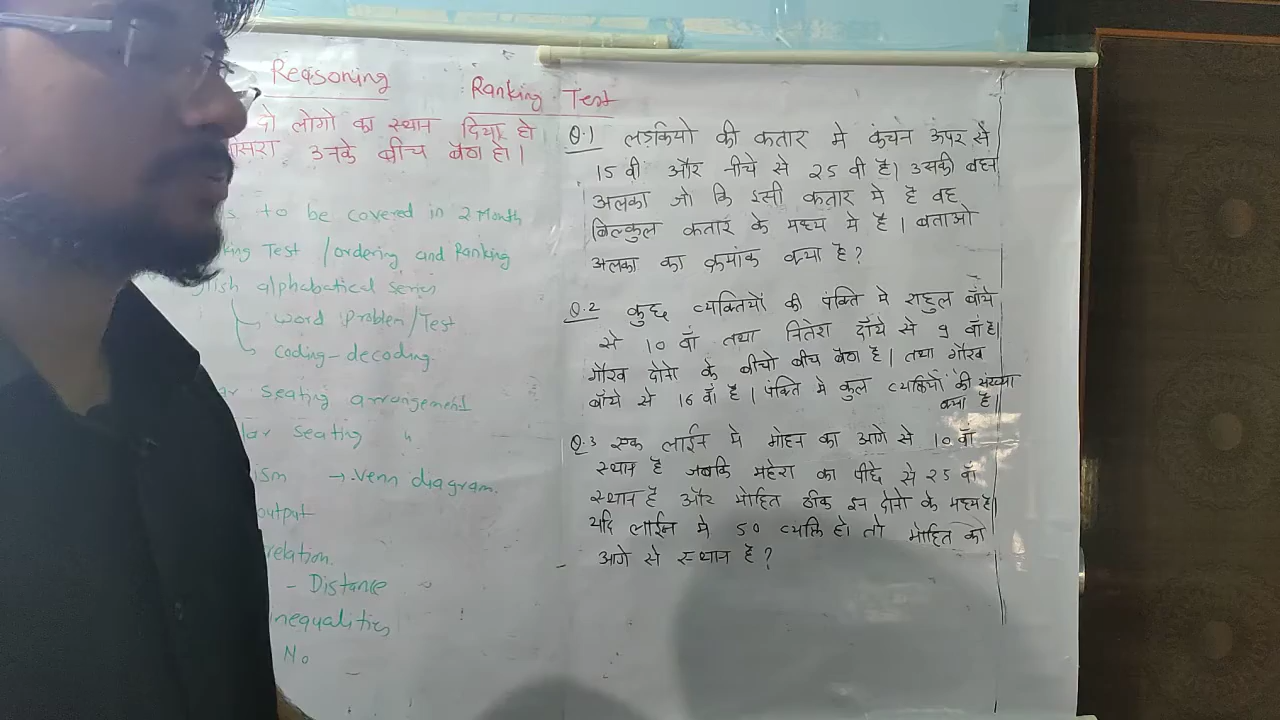 Reasoning
Ranking Test
दो लोगो का स्थान दिया हो
उनके बीच बैठा हो।
to be covered in 2 Month
Test / ordering and Ranking
alphabatical series
word problem/Test
coding-decoding
seating arrangement
seating "
→ Venn diagram.
output
relation.
- Distance
inequalities
No
Q.1 लड़कियो की कतार मे कंचन ऊपर से
15 वी और नीचे से 25 वी है। उसकी बहन
अलका जो कि इसी कतार मे है वह
बिल्कुल कतार के मध्य मे है। बताओ
अलका का क्रमांक क्या है?
Q.2 कुछ व्यक्तियों की पंक्ति मे राहुल बाँये
से 10 वाँ तथा दाँये से 9 वाँ है।
गौरव दोनो के बीचो बीच बैठा है। तथा गौरव
बाँये से 16 वाँ है। पंक्ति मे कुल व्यक्तियों की संख्या
क्या है।
Q.3 एक लाईन मे मोहन का आगे से 10 वाँ
स्थान है जबकि महेश का पीछे से 25 वाँ
स्थान है और मोहित ठीक इन दोनो के मध्य है।
यदि लाईन मे 50 व्यक्ति हो तो मोहित का
आगे से स्थान है?